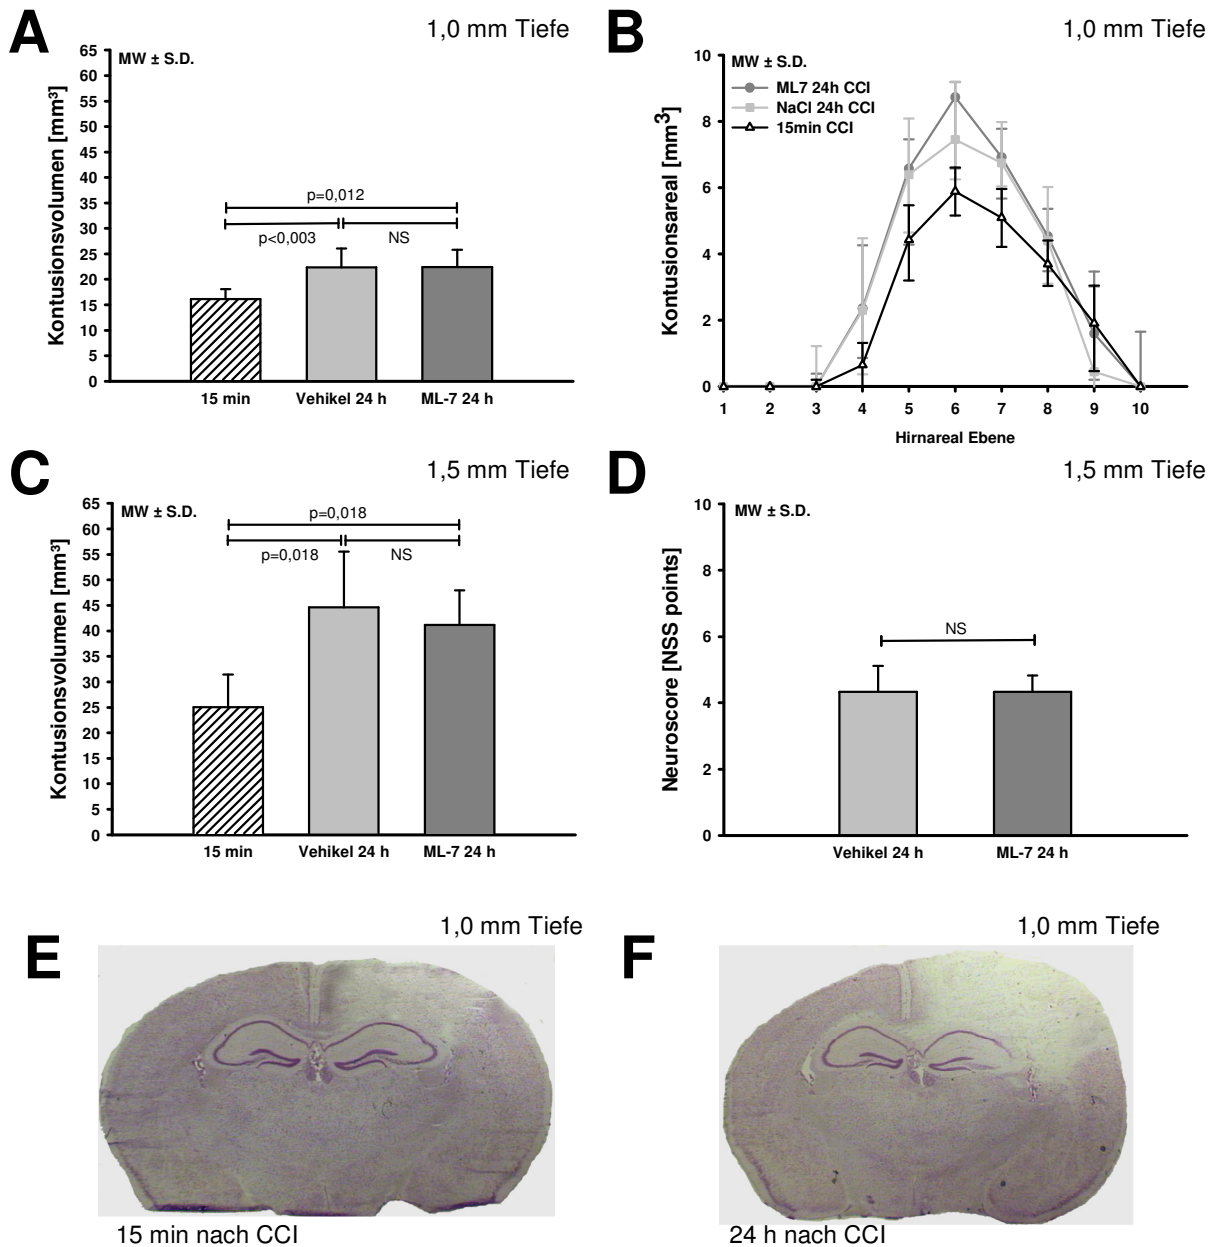 A
1,0 mm Tiefe
MW ± S.D.
Kontusionsvolumen [mm³]
65
60
55
50
45
40
35
30
25
20
15
10
5
0
p=0,012
p<0,003
NS
15 min
Vehikel 24 h
ML-7 24 h
B
1,0 mm Tiefe
MW ± S.D.
ML7 24h CCI
NaCl 24h CCI
15min CCI
Kontusionsareal [mm³]
10
8
6
4
2
0
1 2 3 4 5 6 7 8 9 10
Hirnareal Ebene
C
1,5 mm Tiefe
MW ± S.D.
Kontusionsvolumen [mm³]
65
60
55
50
45
40
35
30
25
20
15
10
5
0
p=0,018
p=0,018
NS
15 min
Vehikel 24 h
ML-7 24 h
D
1,5 mm Tiefe
MW ± S.D.
Neuroscore [NSS points]
10
8
6
4
2
0
NS
Vehikel 24 h
ML-7 24 h
E
1,0 mm Tiefe
15 min nach CCI
F
1,0 mm Tiefe
24 h nach CCI